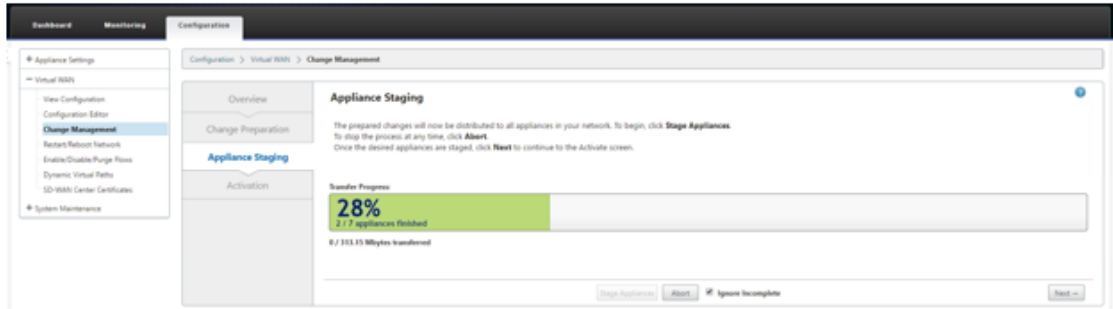 Dashboard Monitoring Configuration
+ Appliance Settings
− Virtual WAN
View Configuration
Configuration Editor
Change Management
Restart/Reboot Network
Enable/Disable/Purge Flows
Dynamic Virtual Paths
SD-WAN Center Certificates
+ System Maintenance
Configuration > Virtual WAN > Change Management
Overview
Change Preparation
Appliance Staging
Activation
Appliance Staging
?
The prepared changes will now be distributed to all appliances in your network. To begin, click Stage Appliances.
To stop the process at any time, click Abort.
Once the desired appliances are staged, click Next to continue to the Activate screen.
Transfer Progress
28%
2 / 7 appliances finished
0 / 313.15 Mbytes transferred
Stage Appliances Abort Ignore Incomplete Next →